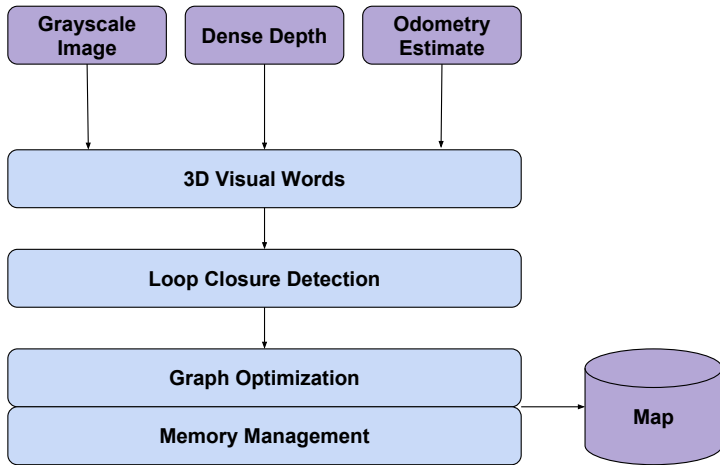 Grayscale
Image
Dense Depth
Odometry
Estimate
3D Visual Words
Loop Closure Detection
Graph Optimization
Memory Management
Map